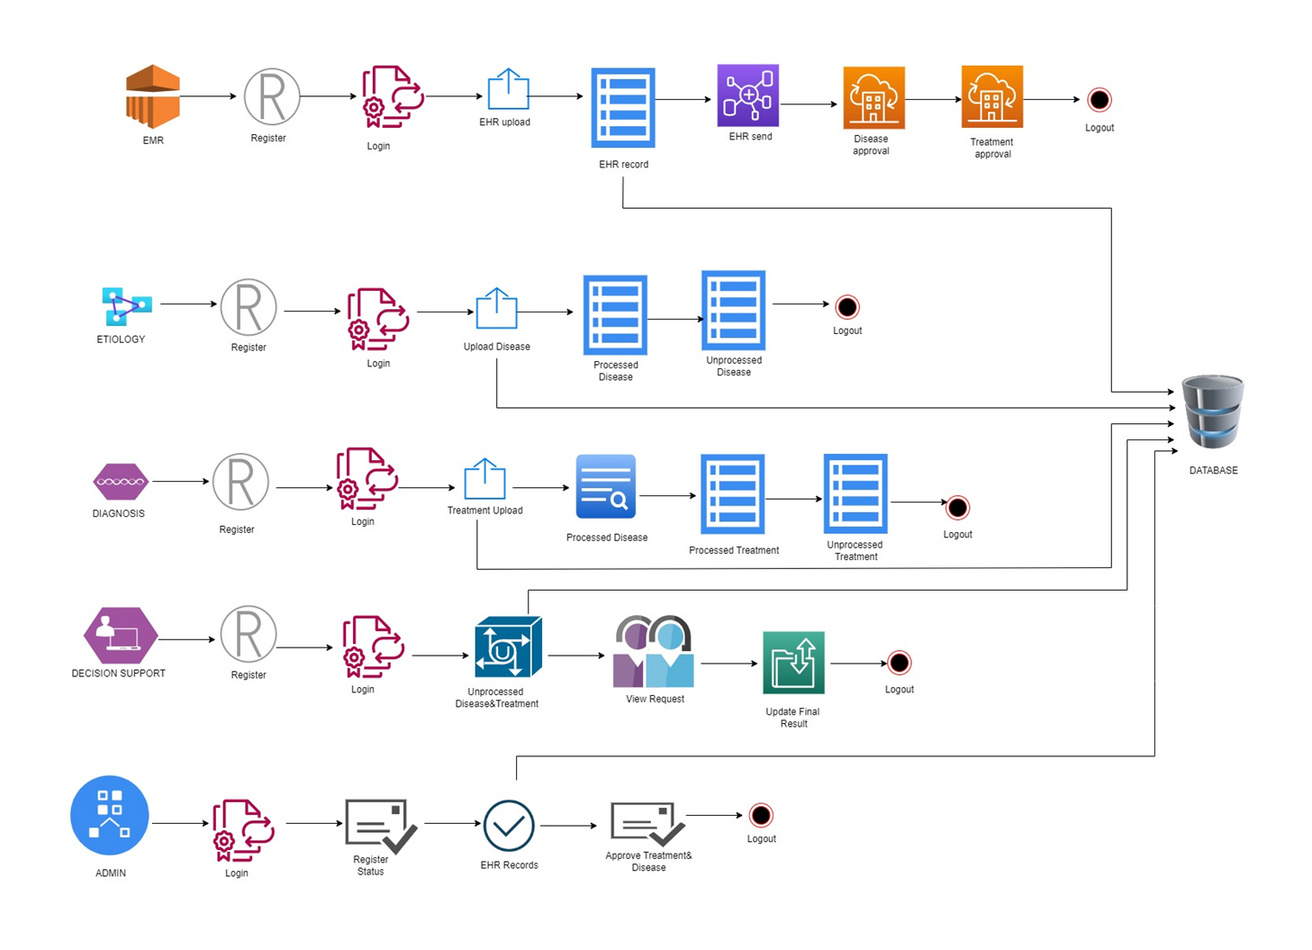 EMR
Register
Login
EHR upload
EHR record
EHR send
Disease
approval
Treatment
approval
Logout
ETIOLOGY
Register
Login
Upload Disease
Processed
Disease
Unprocessed
Disease
Logout
DATABASE
DIAGNOSIS
Register
Login
Treatment Upload
Processed Disease
Processed Treatment
Unprocessed
Treatment
Logout
DECISION SUPPORT
Register
Login
Unprocessed
Disease&Treatment
View Request
Update Final
Result
Logout
ADMIN
Login
Register
Status
EHR Records
Approve Treatment&
Disease
Logout